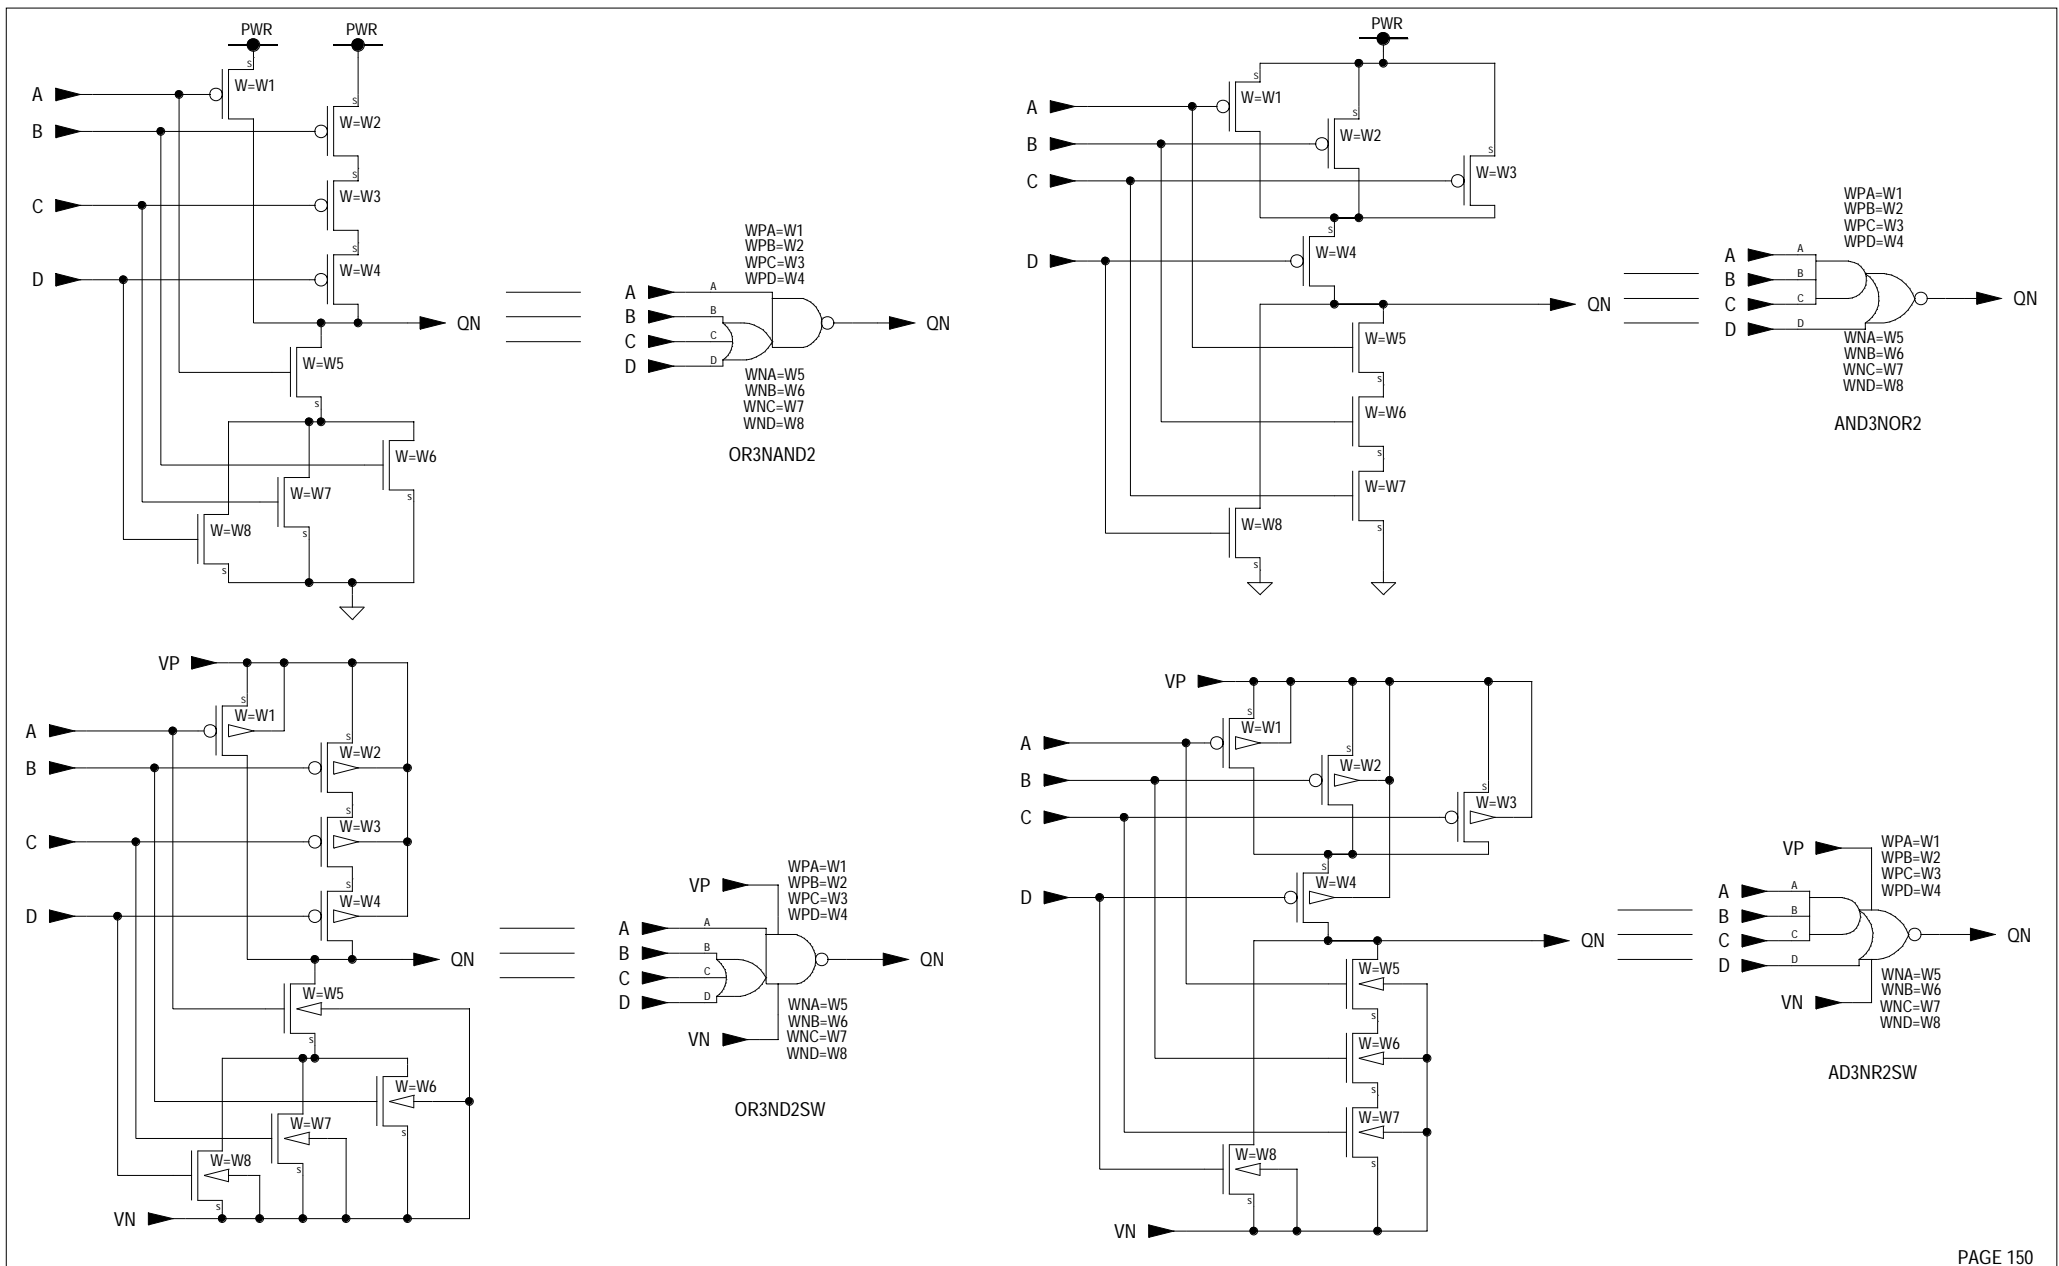 PWR
PWR
S
W=W1
A
S
W=W2
B
S
W=W3
C
S
W=W4
D
QN
W=W5
S
W=W6
S
W=W7
S
W=W8
S
WPA=W1
WPB=W2
WPC=W3
WPD=W4
A A
B B
C C
D D
QN
WNA=W5
WNB=W6
WNC=W7
WND=W8
OR3NAND2
PWR
S
W=W1
A
S
W=W2
B
S
W=W3
C
S
W=W4
D
QN
W=W5
S
W=W6
S
W=W7
S
W=W8
S
WPA=W1
WPB=W2
WPC=W3
WPD=W4
A A
B B
C C
D D
QN
WNA=W5
WNB=W6
WNC=W7
WND=W8
AND3NOR2
VP
S
W=W1
A
S
W=W2
B
S
W=W3
C
S
W=W4
D
QN
W=W5
S
W=W6
S
W=W7
S
W=W8
S
VN
WPA=W1
WPB=W2
WPC=W3
WPD=W4
VP
A A
B B
C C
D D
QN
VN
WNA=W5
WNB=W6
WNC=W7
WND=W8
OR3ND2SW
VP
S
W=W1
A
S
W=W2
B
S
W=W3
C
S
W=W4
D
QN
W=W5
S
W=W6
S
W=W7
S
W=W8
S
VN
WPA=W1
WPB=W2
WPC=W3
WPD=W4
VP
A A
B B
C C
D D
QN
VN
WNA=W5
WNB=W6
WNC=W7
WND=W8
AD3NR2SW
PAGE 150